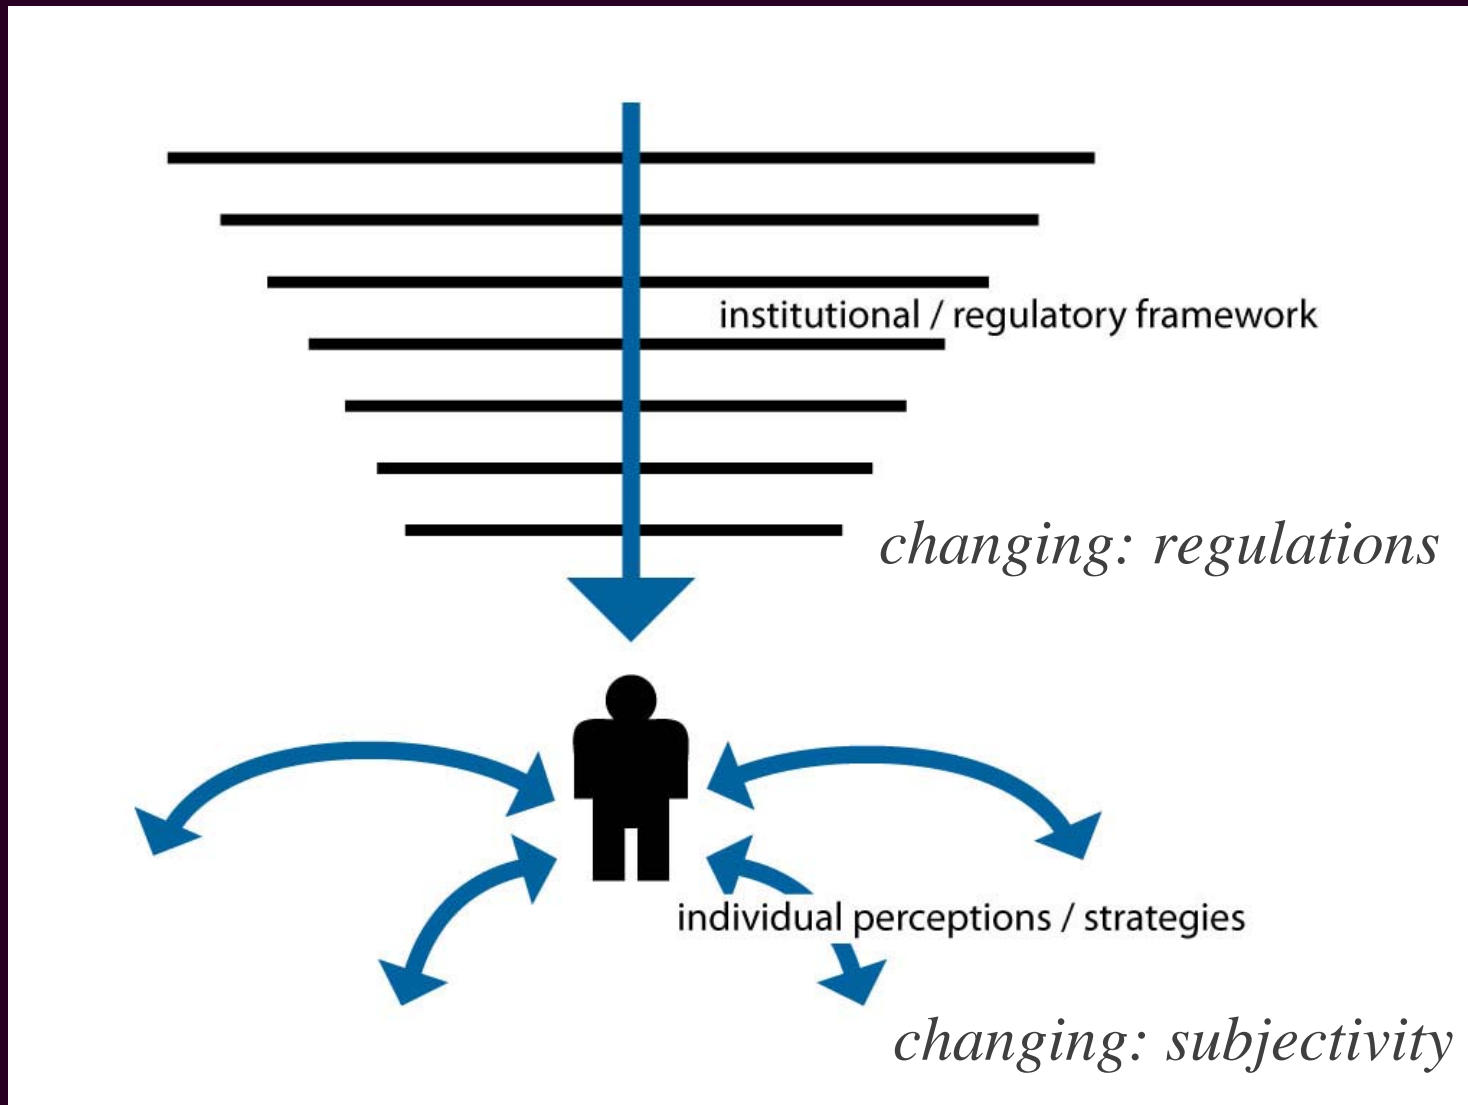 institutional / regulatory framework
changing: regulations
individual perceptions / strategies
changing: subjectivity